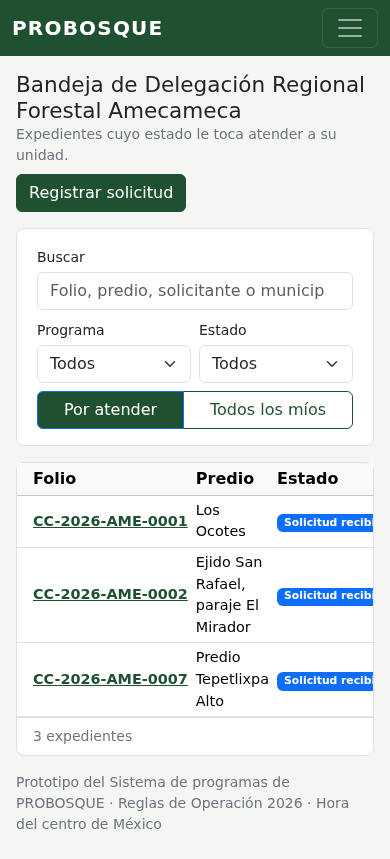 PROBOSQUE
Bandeja de Delegación Regional
Forestal Amecameca
Expedientes cuyo estado le toca atender a su
unidad.
Registrar solicitud
Buscar
Folio, predio, solicitante o municip
Programa Estado
Todos Todos
Por atender Todos los míos
Folio Predio Estado
CC-2026-AME-0001 Los Ocotes Solicitud recibi
CC-2026-AME-0002 Ejido San Rafael, paraje El Mirador Solicitud recibi
CC-2026-AME-0007 Predio Tepetlixpa Alto Solicitud recibi
3 expedientes
Prototipo del Sistema de programas de
PROBOSQUE · Reglas de Operación 2026 · Hora
del centro de México